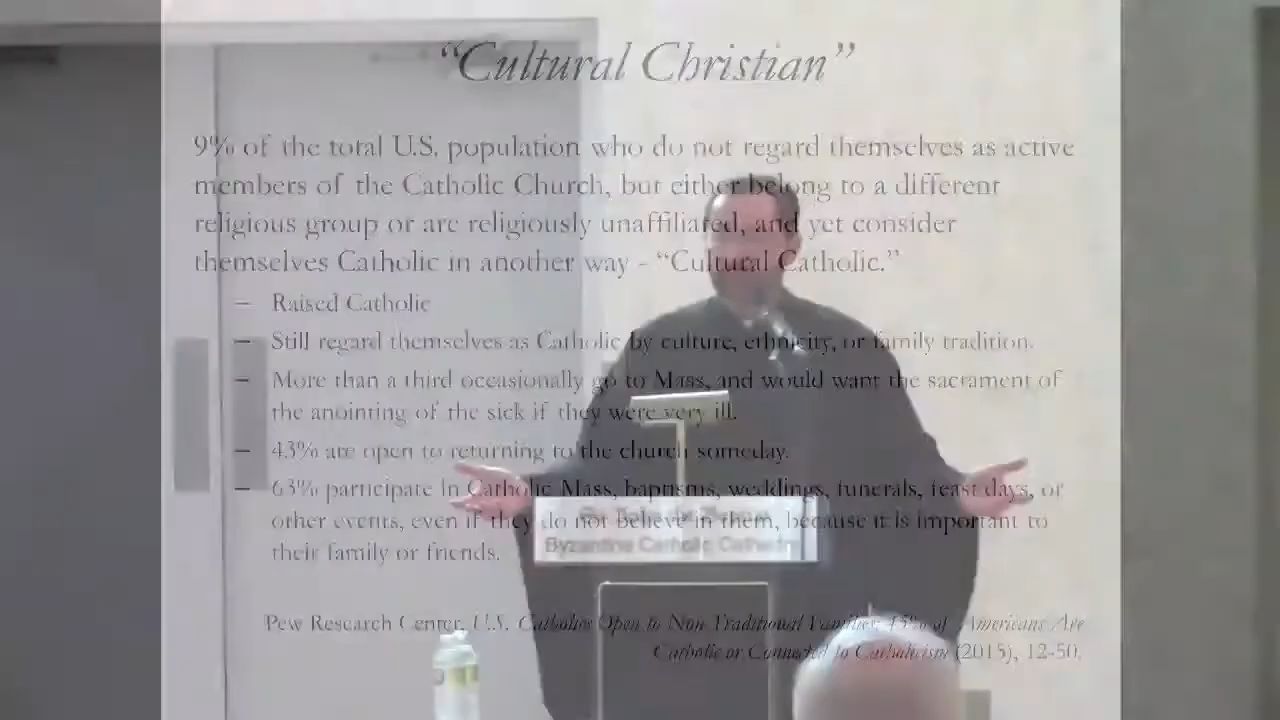 “Cultural Christian”
9% of the total U.S. population who do not regard themselves as active
members of the Catholic Church, but either belong to a different
religious group or are religiously unaffiliated, and yet consider
themselves Catholic in another way - “Cultural Catholic.”
– Raised Catholic
– Still regard themselves as Catholic by culture, ethnicity, or family tradition.
– More than a third occasionally go to Mass, and would want the sacrament of
the anointing of the sick if they were very ill.
– 43% are open to returning to the church someday.
– 63% participate in Catholic Mass, baptisms, weddings, funerals, feast days, or
other events, even if they do not believe in them, because it is important to
their family or friends.
Byzantine Catholic
Pew Research Center, U.S. Catholics Open to Non-Traditional Families: 45% of Americans Are
Catholic or Connected to Catholicism (2015), 12-50.